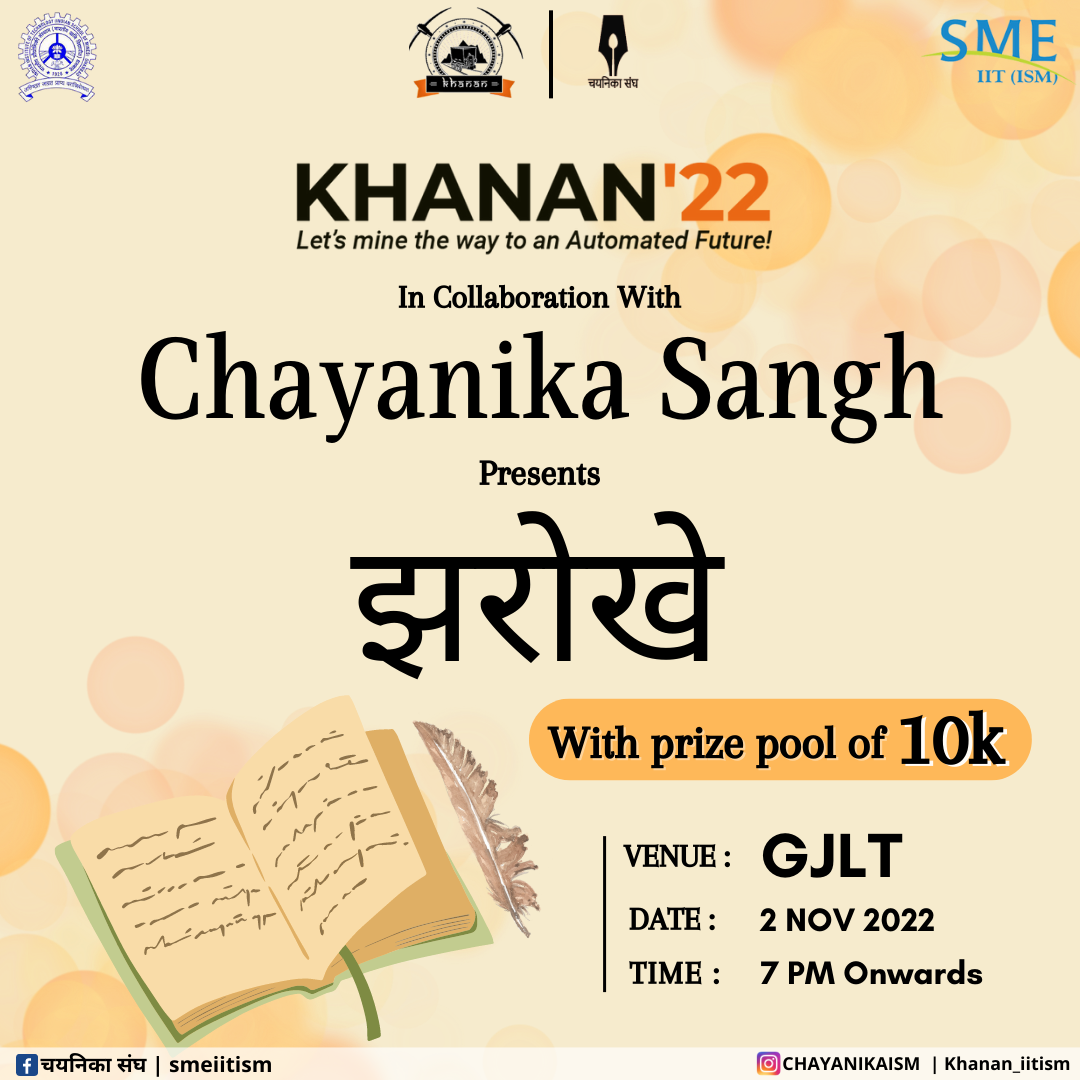 khanan
चयनिका संघ
SME
IIT (ISM)
KHANAN'22
Let's mine the way to an Automated Future!
In Collaboration With
Chayanika Sangh
Presents
झरोखे
With prize pool of 10k
VENUE : GJLT
DATE : 2 NOV 2022
TIME : 7 PM Onwards
चयनिका संघ | smeiitism
CHAYANIKAISM | Khanan_iitism